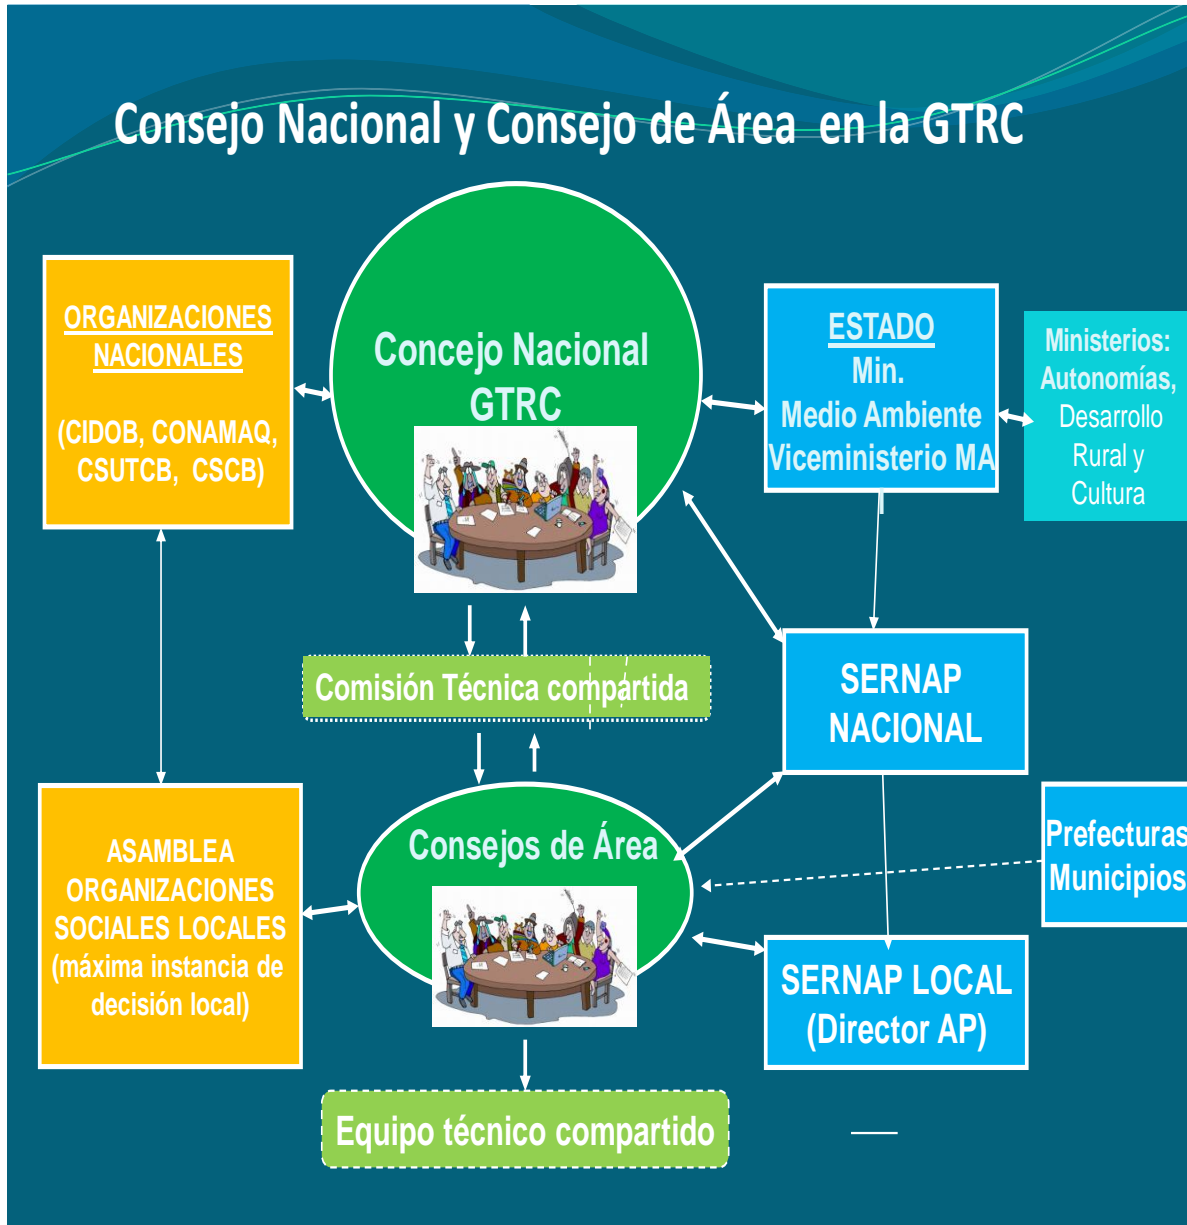 Consejo Nacional y Consejo de Área en la GTRC
ORGANIZACIONES
NACIONALES
(CIDOB, CONAMAQ,
CSUTCB, CSCB)
Concejo Nacional
GTRC
ESTADO
Min.
Medio Ambiente
Viceministerio MA
Ministerios:
Autonomías,
Desarrollo
Rural y
Cultura
Comisión Técnica compartida
SERNAP
NACIONAL
ASAMBLEA
ORGANIZACIONES
SOCIALES LOCALES
(máxima instancia de
decisión local)
Consejos de Área
Prefecturas
Municipios
SERNAP LOCAL
(Director AP)
Equipo técnico compartido